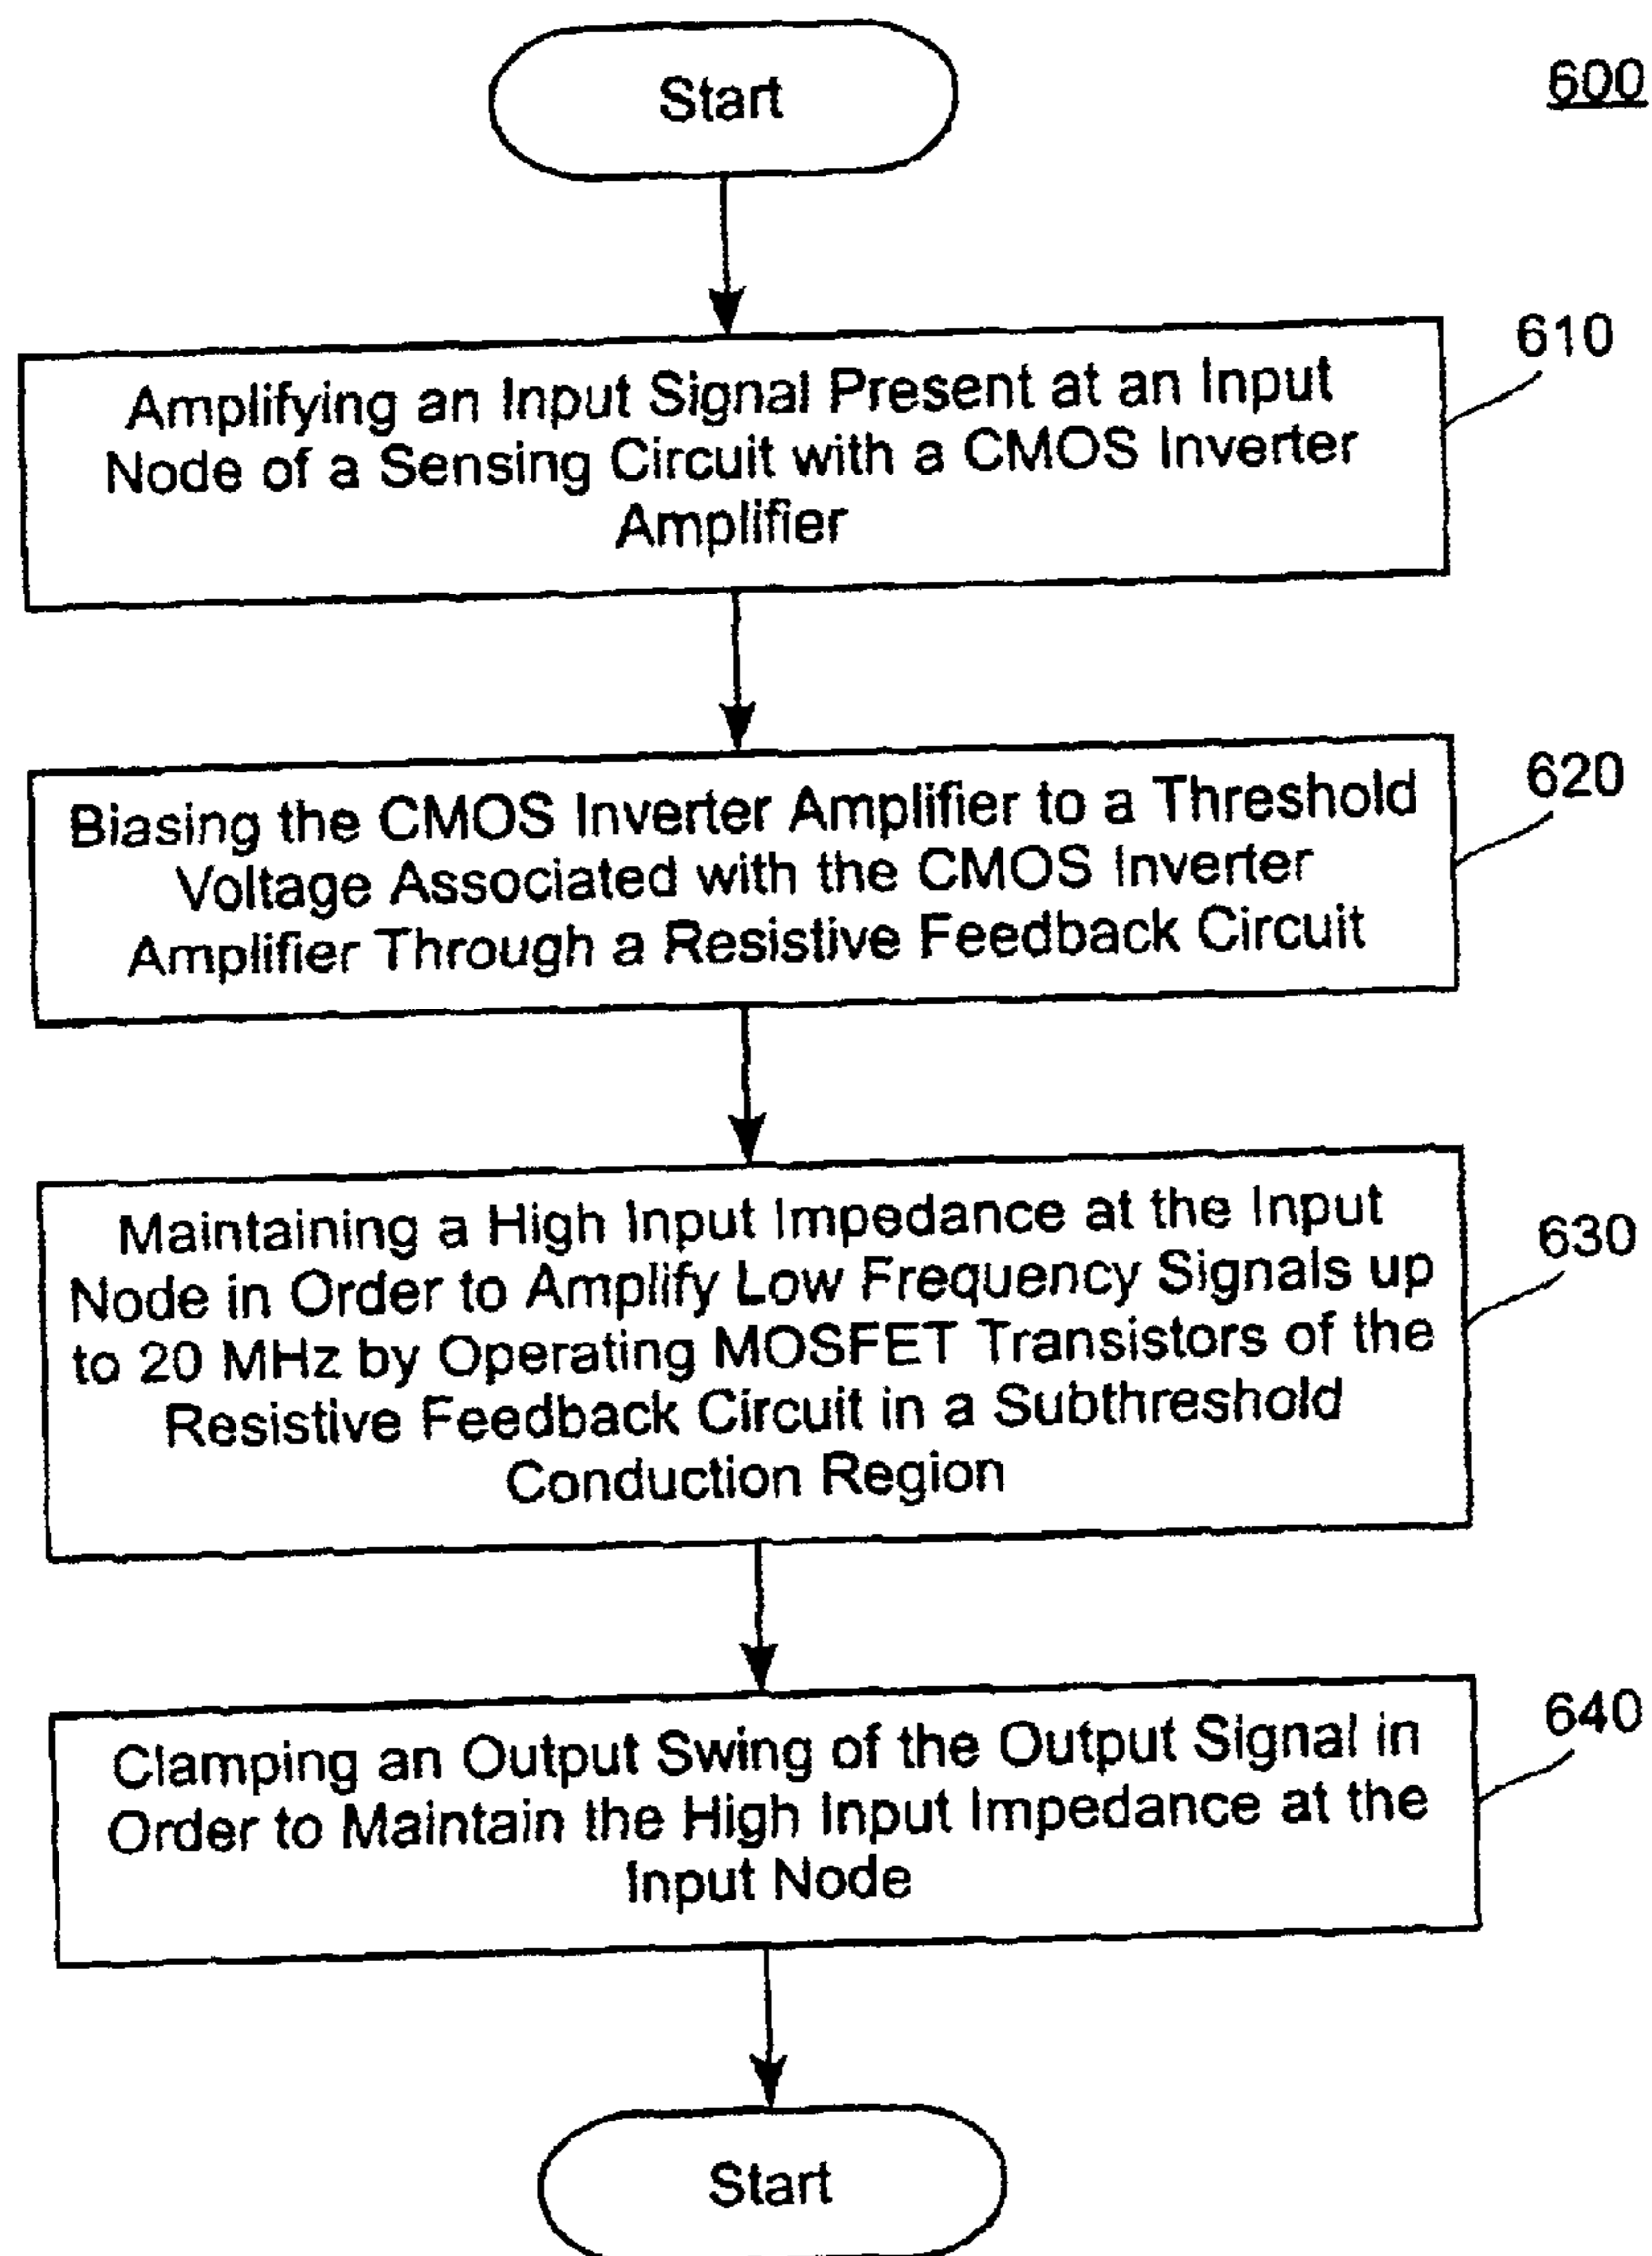 Start
600
610
Amplifying an Input Signal Present at an Input
Node of a Sensing Circuit with a CMOS Inverter
Amplifier
620
Biasing the CMOS Inverter Amplifier to a Threshold
Voltage Associated with the CMOS Inverter
Amplifier Through a Resistive Feedback Circuit
630
Maintaining a High Input Impedance at the Input
Node in Order to Amplify Low Frequency Signals up
to 20 MHz by Operating MOSFET Transistors of the
Resistive Feedback Circuit in a Subthreshold
Conduction Region
640
Clamping an Output Swing of the Output Signal in
Order to Maintain the High Input Impedance at the
Input Node
Start